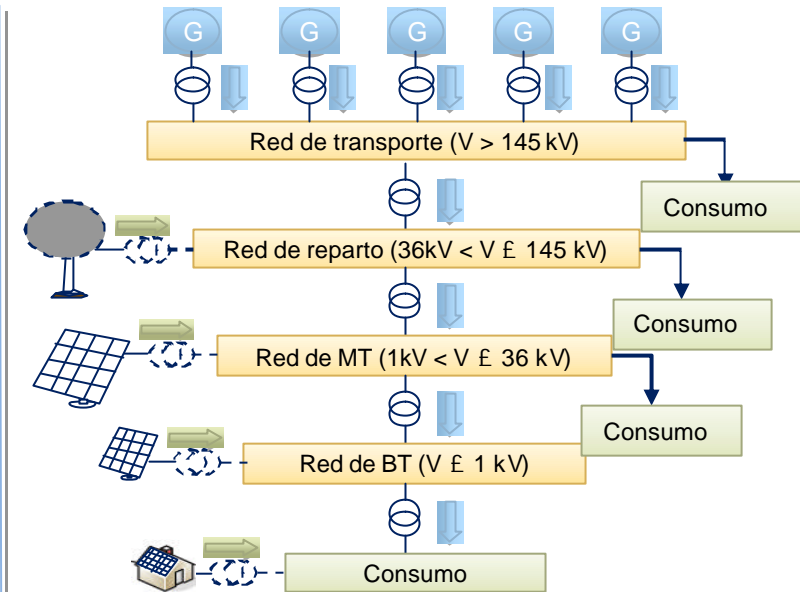 G G G G G
Red de transporte (V > 145 kV)
Consumo
Red de reparto (36kV < V £ 145 kV)
Consumo
Red de MT (1kV < V £ 36 kV)
Consumo
Red de BT (V £ 1 kV)
Consumo